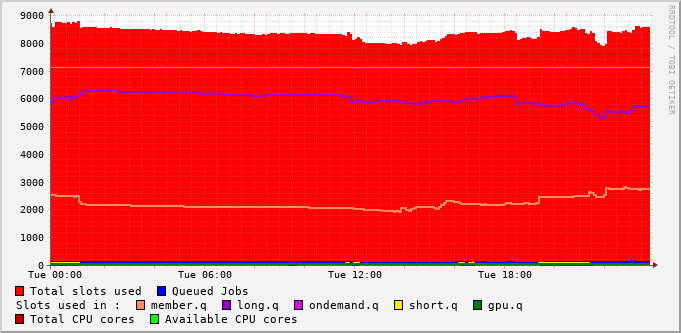 9000
8000
7000
6000
5000
4000
3000
2000
1000
0
Tue 00:00 Tue 06:00 Tue 12:00 Tue 18:00
Total slots used Queued Jobs
Slots used in : member.q long.q ondemand.q short.q gpu.q
Total CPU cores Available CPU cores
RRDTOOL / TOBI OETIKER